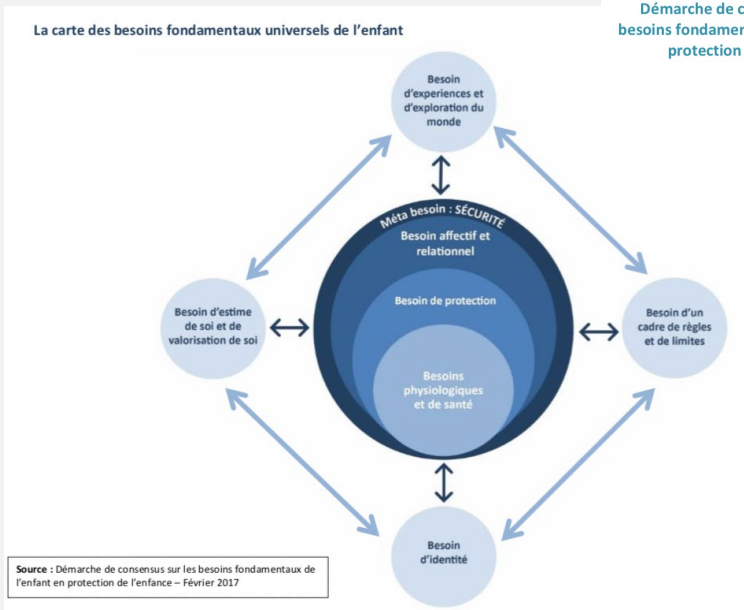 Démarche de c
besoins fondamen
protection
La carte des besoins fondamentaux universels de l'enfant
Besoin
d'experiences et
d'exploration du
monde
Méta besoin : SÉCURITÉ
Besoin affectif et
relationnel
Besoin de protection
Besoins
physiologiques
et de santé
Besoin d'estime
de soi et de
valorisation de soi
Besoin d'un
cadre de règles
et de limites
Besoin
d'identité
Source : Démarche de consensus sur les besoins fondamentaux de
l'enfant en protection de l'enfance – Février 2017